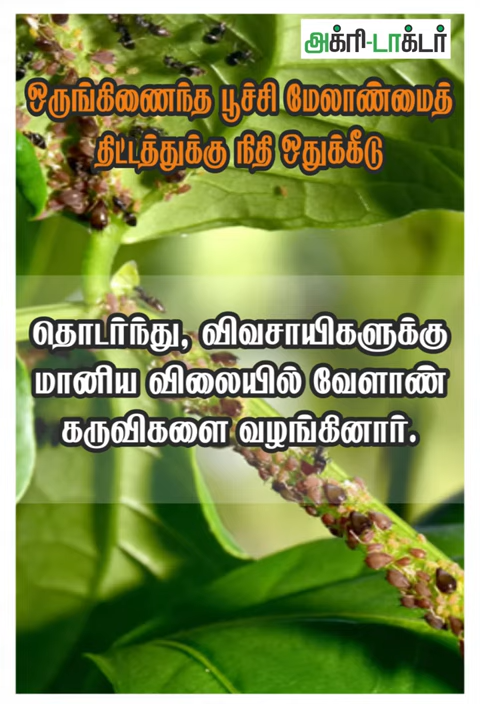 அக்ரி-டாக்டர்
ஒருங்கிணைந்த பூச்சி மேலாண்மைத்
திட்டத்துக்கு நிதி ஒதுக்கீடு
தொடர்ந்து, விவசாயிகளுக்கு
மானிய விலையில் வேளாண்
கருவிகளை வழங்கினார்.